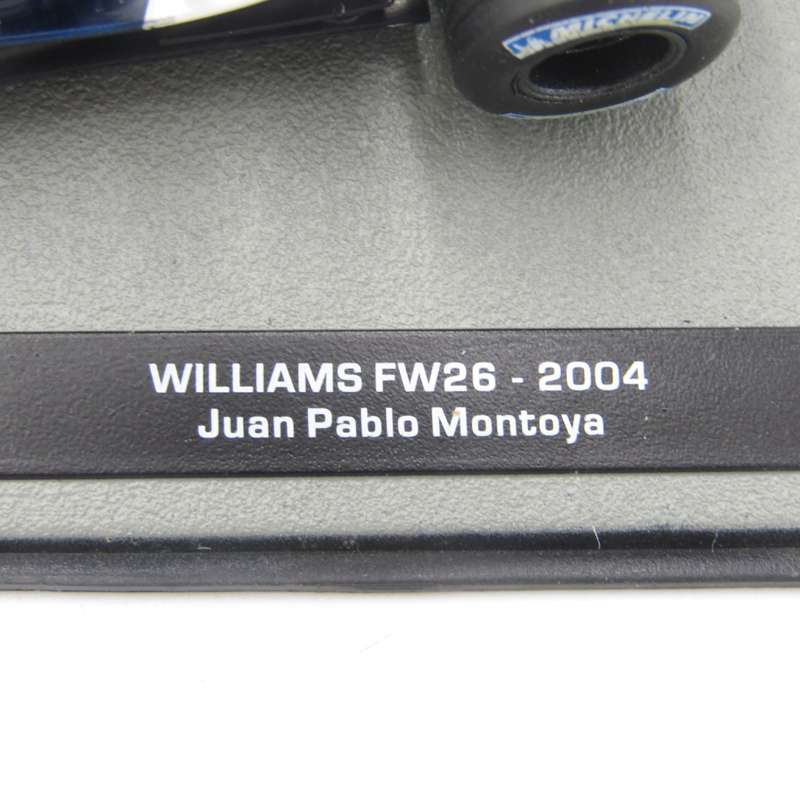 MICHELIN
WILLIAMS FW26 - 2004
Juan Pablo Montoya